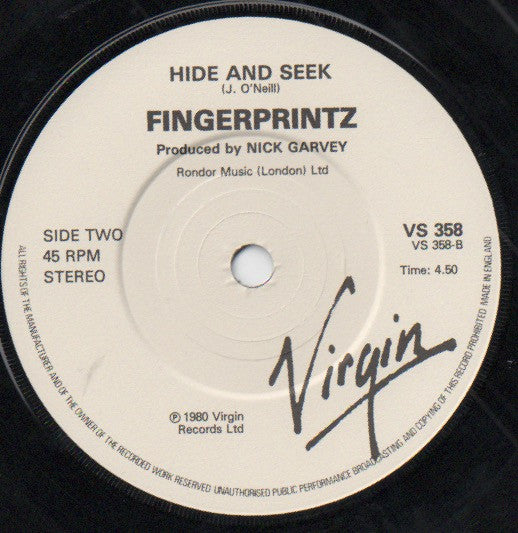 HIDE AND SEEK
(J. O'Neill)
FINGERPRINTZ
Produced by NICK GARVEY
Rondor Music (London) Ltd
SIDE TWO
45 RPM
STEREO
VS 358
VS 358-B
Time: 4.50
Virgin
℗ 1980 Virgin
Records Ltd
ALL RIGHTS OF THE MANUFACTURER AND OF THE OWNER OF THE RECORDED WORK RESERVED UNAUTHORISED PUBLIC PERFORMANCE BROADCASTING AND COPYING OF THIS RECORD PROHIBITED MADE IN ENGLAND